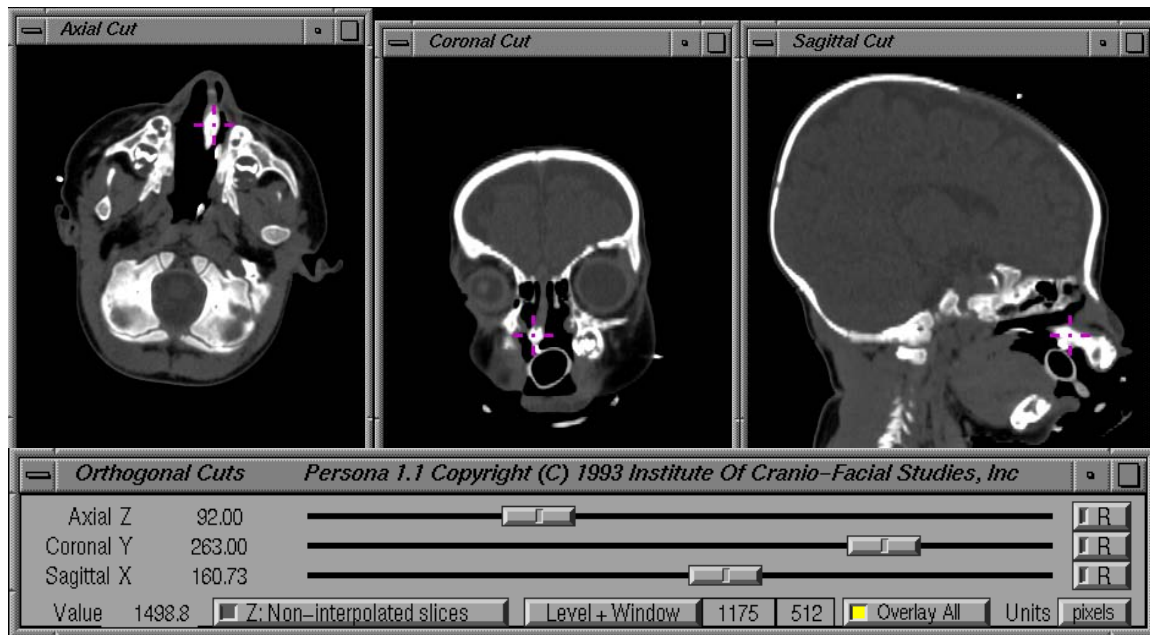 Axial Cut
Coronal Cut
Sagittal Cut
Orthogonal Cuts Persona 1.1 Copyright (C) 1993 Institute Of Cranio-Facial Studies, Inc
Axial Z 92.00 R
Coronal Y 263.00 R
Sagittal X 160.73 R
Value 1498.8 Z: Non-interpolated slices Level + Window 1175 512 Overlay All Units pixels